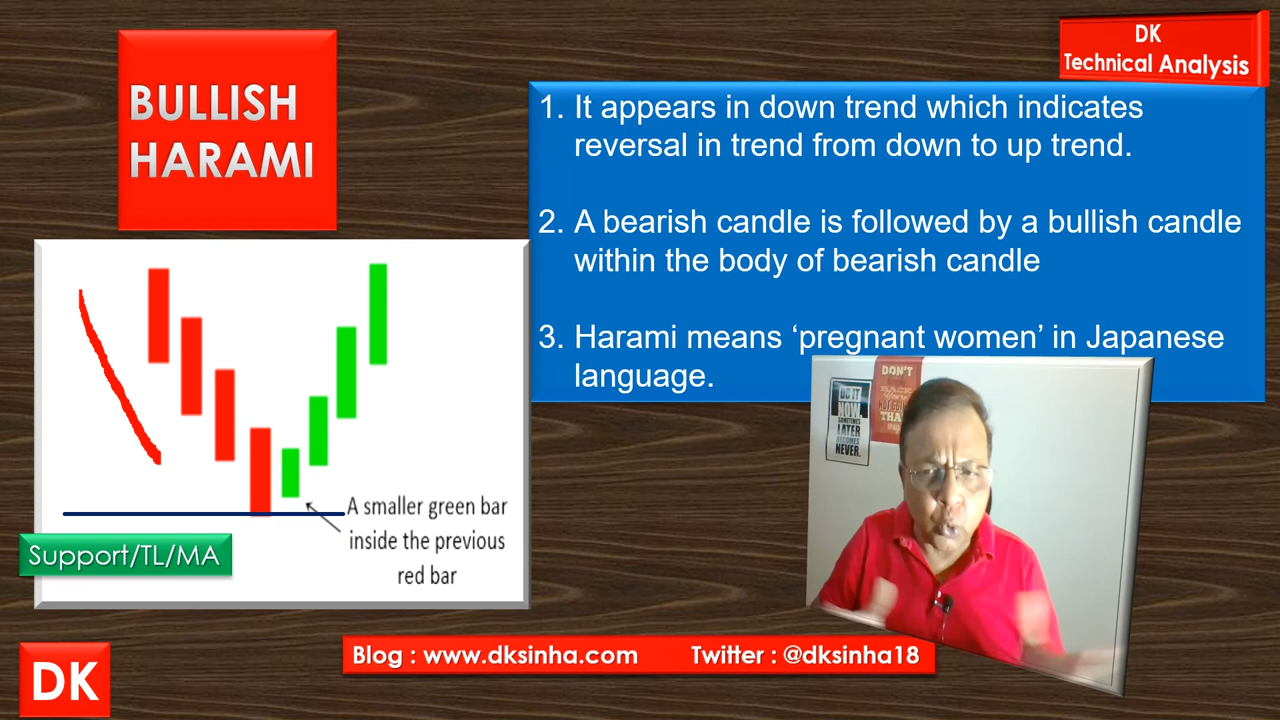 DK
Technical Analysis
BULLISH
HARAMI
1. It appears in down trend which indicates
reversal in trend from down to up trend.
2. A bearish candle is followed by a bullish candle
within the body of bearish candle
3. Harami means ‘pregnant women’ in Japanese
language.
A smaller green bar
inside the previous
red bar
Support/TL/MA
DON'T
DO IT
NOW.
SOMETIMES
LATER
BECOMES
NEVER.
Blog : www.dksinha.com Twitter : @dksinha18
DK